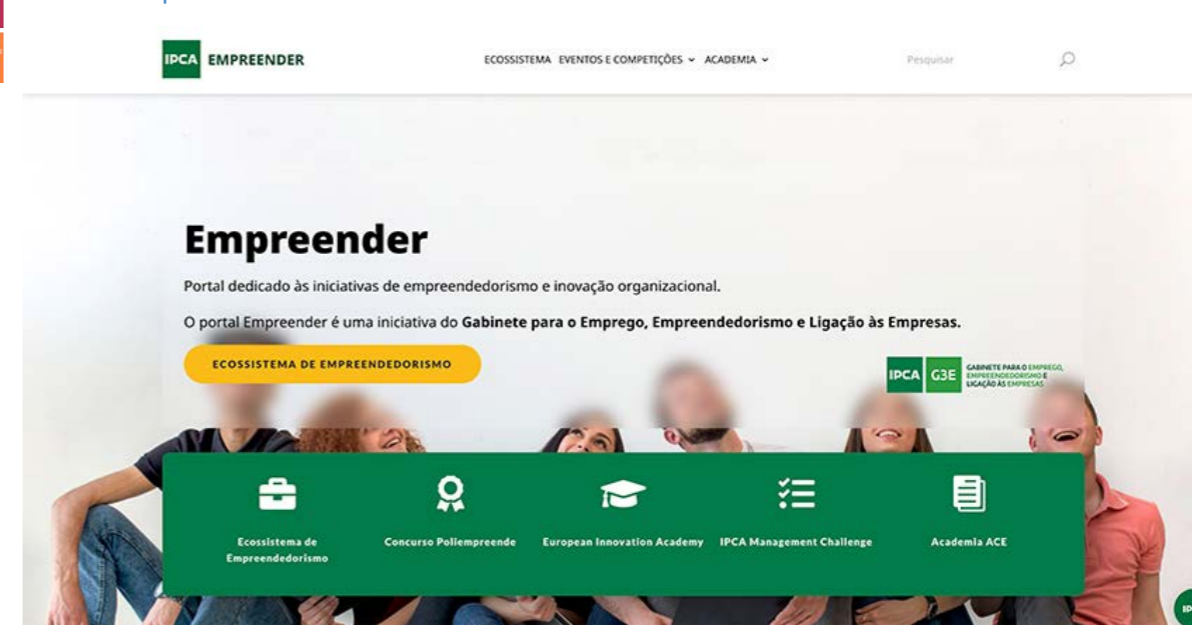 IPCA EMPREENDER
ECOSSISTEMA EVENTOS E COMPETIÇÕES ACADEMIA
Pesquisar
Empreender
Portal dedicado às iniciativas de empreendedorismo e inovação organizacional.
O portal Empreender é uma iniciativa do Gabinete para o Emprego, Empreendedorismo e Ligação às Empresas.
ECOSSISTEMA DE EMPREENDEDORISMO
IPCA G3E
GABINETE PARA O EMPREGO,
EMPREENDEDORISMO E
LIGAÇÃO ÀS EMPRESAS
Ecossistema de
Empreendedorismo
Concurso Poliempreende
European Innovation Academy
IPCA Management Challenge
Academia ACE